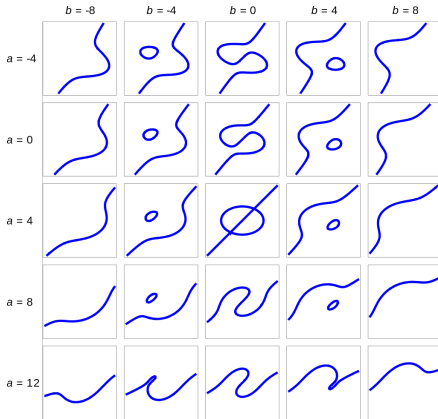 b = -8 b = -4 b = 0 b = 4 b = 8
a = -4
a = 0
a = 4
a = 8
a = 12